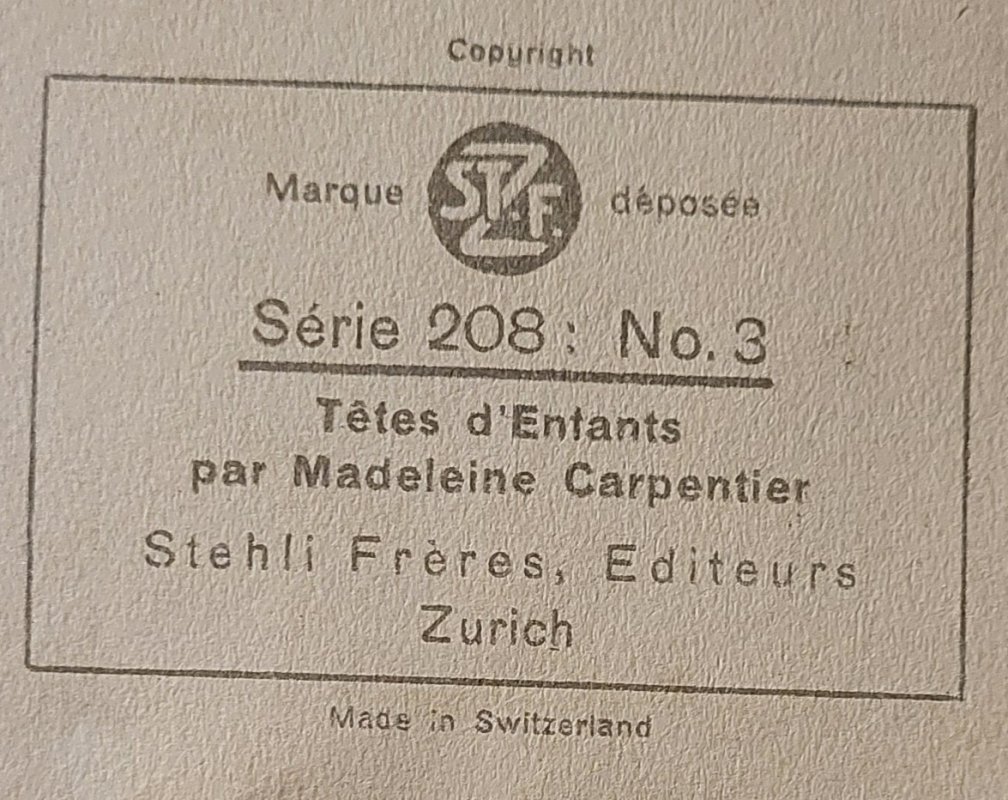 Copyright
Marque STZ.F. déposée
Série 208: No. 3
Têtes d'Enfants
par Madeleine Carpentier
Stehli Frères, Editeurs
Zurich
Made in Switzerland